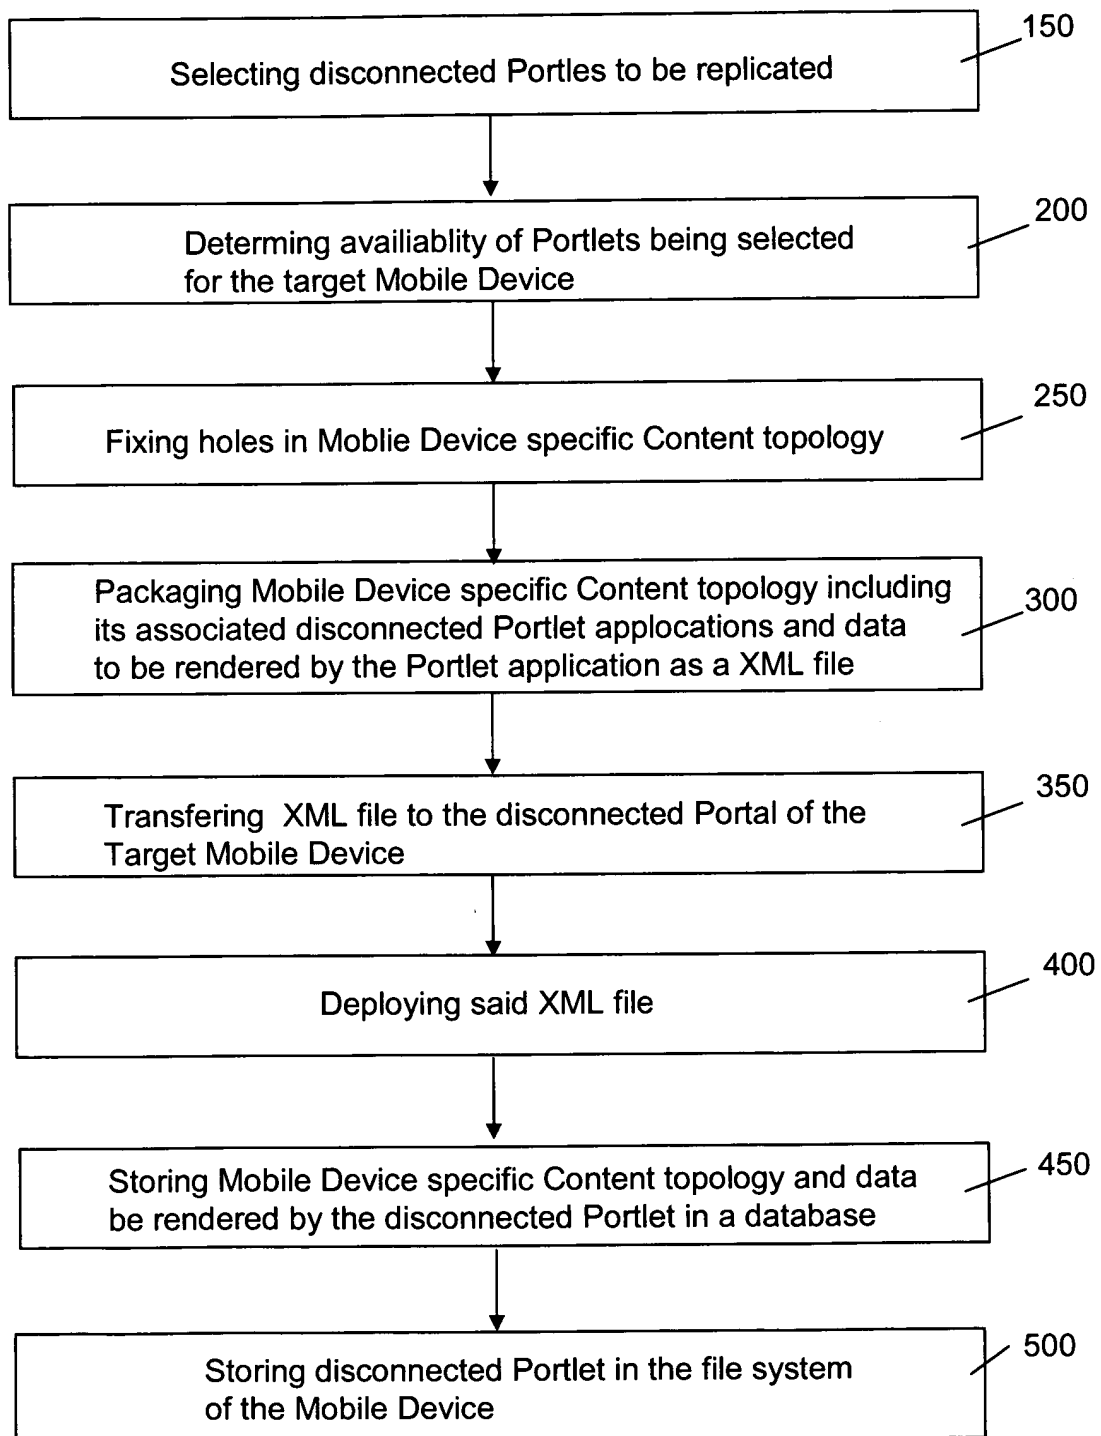 150
Selecting disconnected Portles to be replicated
200
Determing availiablity of Portlets being selected
for the target Mobile Device
250
Fixing holes in Moblie Device specific Content topology
300
Packaging Mobile Device specific Content topology including
its associated disconnected Portlet applocations and data
to be rendered by the Portlet application as a XML file
350
Transfering XML file to the disconnected Portal of the
Target Mobile Device
400
Deploying said XML file
450
Storing Mobile Device specific Content topology and data
be rendered by the disconnected Portlet in a database
500
Storing disconnected Portlet in the file system
of the Mobile Device